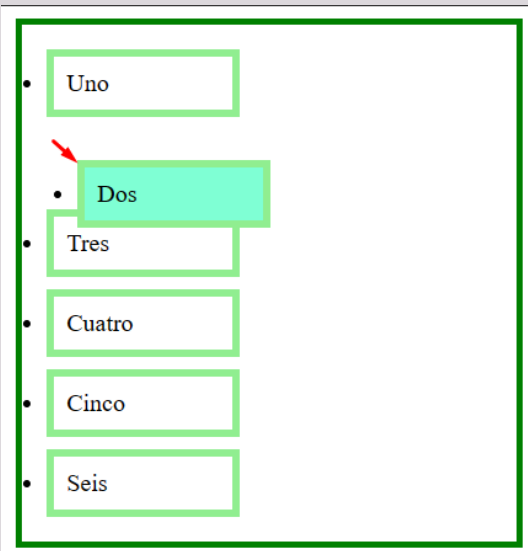 Uno
Dos
Tres
Cuatro
Cinco
Seis